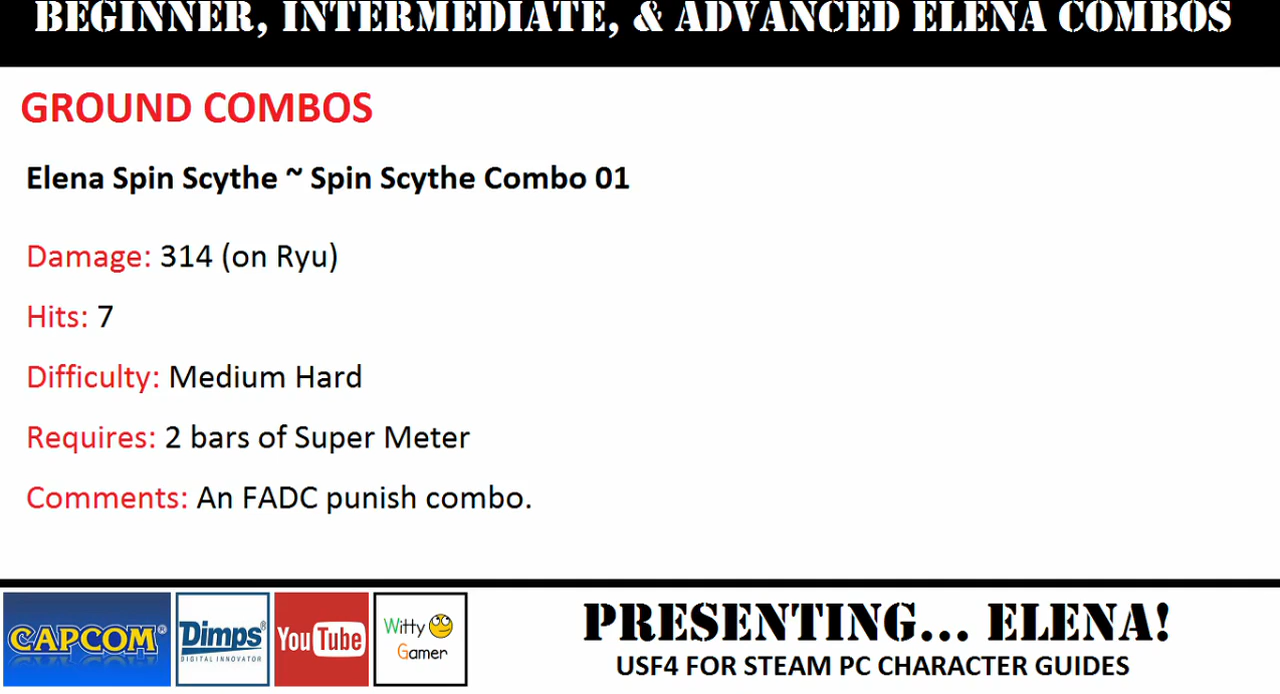 BEGINNER, INTERMEDIATE, & ADVANCED ELENA COMBOS
GROUND COMBOS
Elena Spin Scythe ~ Spin Scythe Combo 01
Damage: 314 (on Ryu)
Hits: 7
Difficulty: Medium Hard
Requires: 2 bars of Super Meter
Comments: An FADC punish combo.
CAPCOM®
Dimps®
DIGITAL INNOVATOR
YouTube
Witty
Gamer
PRESENTING... ELENA!
USF4 FOR STEAM PC CHARACTER GUIDES